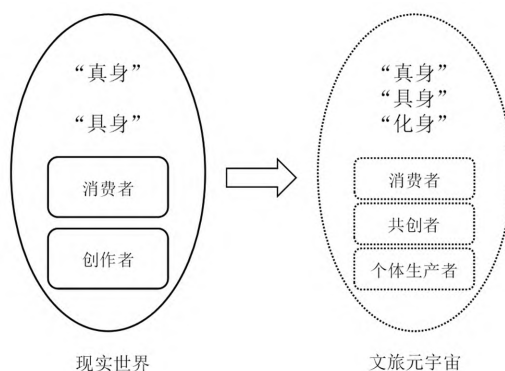 “真身”
“具身”
消费者
创作者
现实世界
“真身”
“具身”
“化身”
消费者
共创者
个体生产者
文旅元宇宙